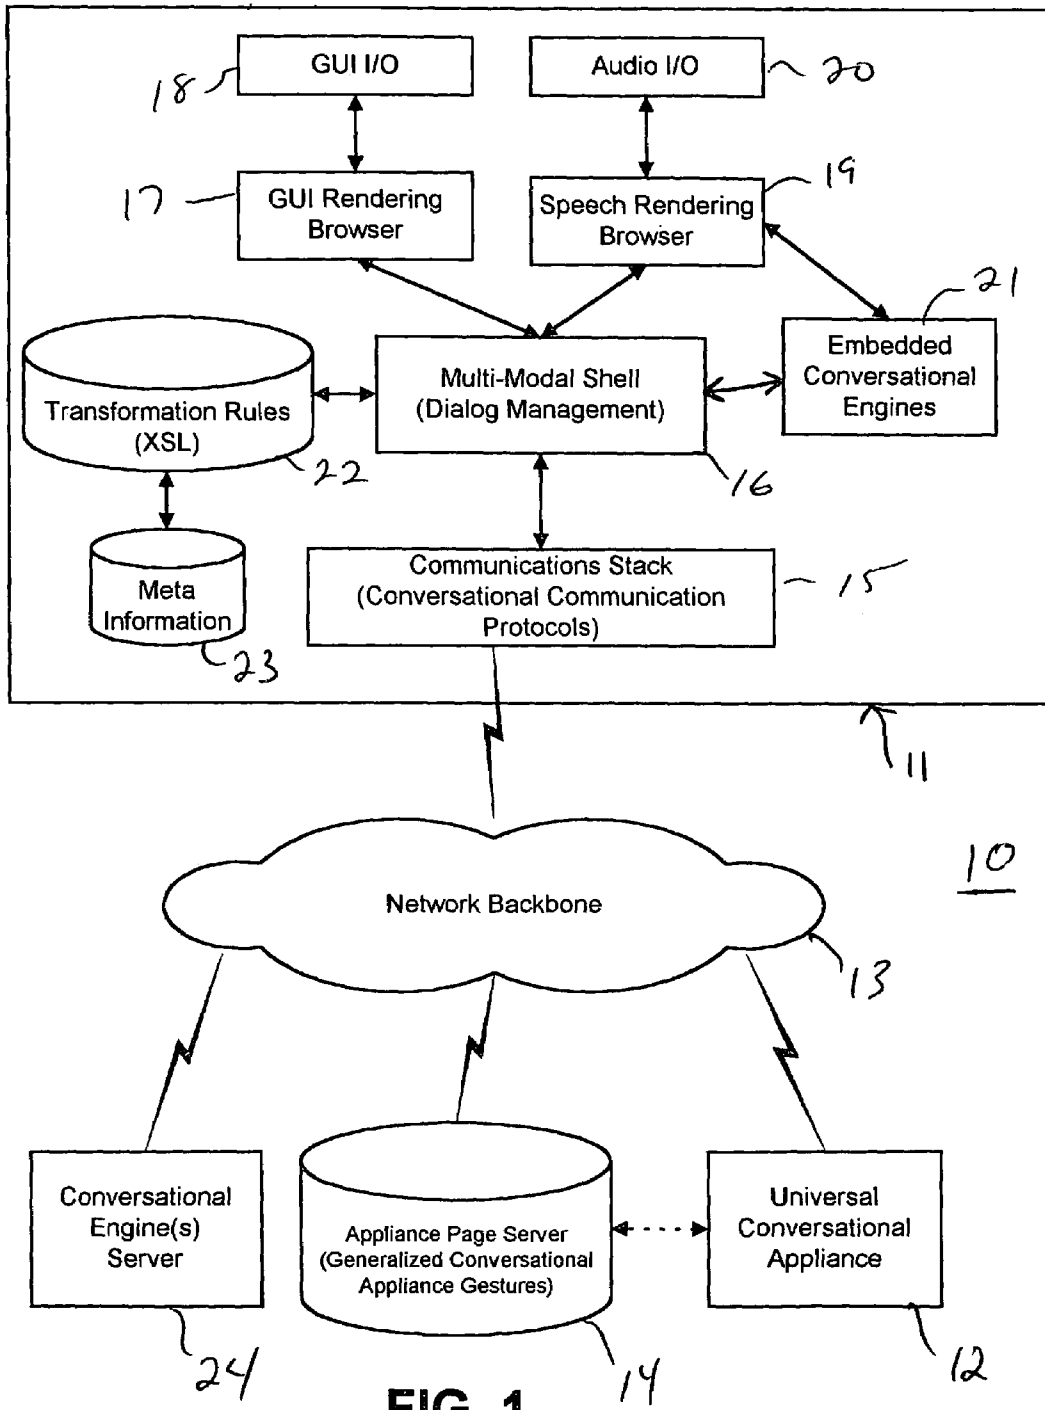 GUI I/O
18
Audio I/O
20
17
GUI Rendering
Browser
Speech Rendering
Browser
19
21
Embedded
Conversational
Engines
Multi-Modal Shell
(Dialog Management)
16
Transformation Rules
(XSL)
22
Meta
Information
23
Communications Stack
(Conversational Communication
Protocols)
15
11
10
Network Backbone
13
Conversational
Engine(s)
Server
24
Appliance Page Server
(Generalized Conversational
Appliance Gestures)
14
Universal
Conversational
Appliance
12
FIG. 1